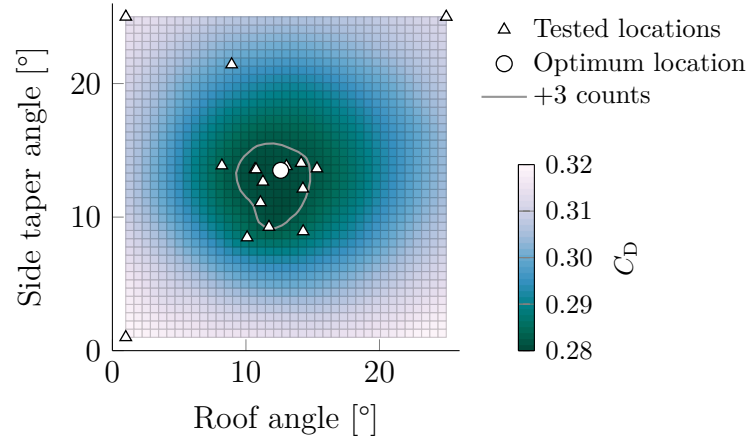 Side taper angle [°]
20
10
0
0
10
20
Roof angle [°]
Tested locations
Optimum location
+3 counts
0.32
0.31
0.30
0.29
0.28
C_D